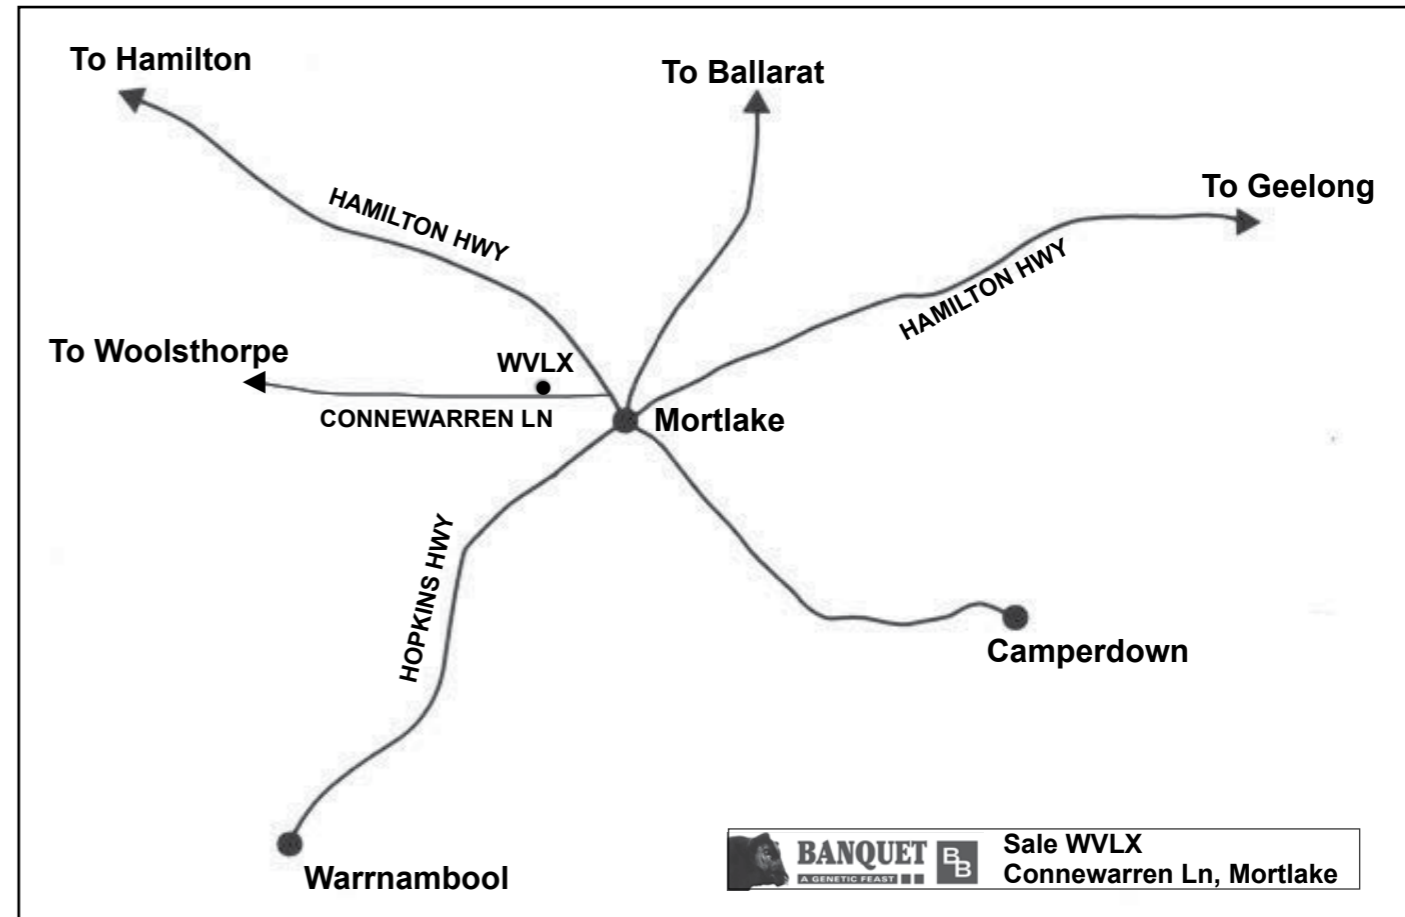 To Hamilton
To Ballarat
To Geelong
HAMILTON HWY
HAMILTON HWY
To Woolsthorpe
WVLX
CONNEWARREN LN
Mortlake
HOPKINS HWY
Camperdown
Warrnambool
BANQUET
A GENETIC FEAST
BB
Sale WVLX
Connewarren Ln, Mortlake